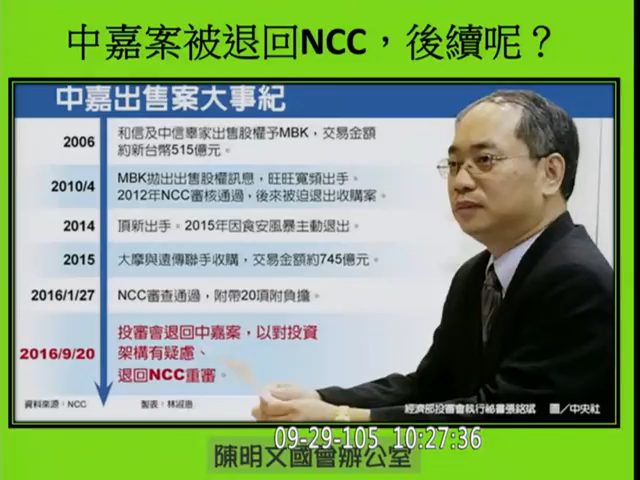 中嘉案被退回NCC，後續呢？
中嘉出售案大事紀
2006
和信及中信辜家出售股權予MBK，交易金額
約新台幣515億元。
2010/4
MBK拋出出售股權訊息，旺旺寬頻出手。
2012年NCC審核通過，後來被迫退出收購案。
2014
頂新出手。2015年因食安風暴主動退出。
2015
大摩與遠傳聯手收購，交易金額約745億元。
2016/1/27
NCC審查通過，附帶20項附負擔。
2016/9/20
投審會退回中嘉案，以對投資
架構有疑慮、
退回NCC重審。
資料來源：NCC
製表：林淑惠
經濟部投審會執行祕書張銘斌 圖／中央社
09-29-105 10:27:36
陳明文國會辦公室